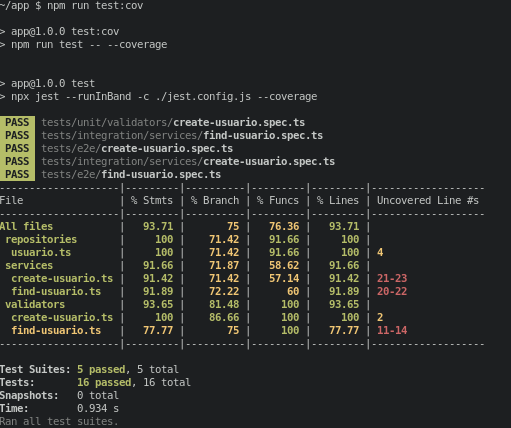 ~/app $ npm run test:cov
> app@1.0.0 test:cov
> npm run test -- --coverage
> app@1.0.0 test
> npx jest --runInBand -c ./jest.config.js --coverage
PASS tests/unit/validators/create-usuario.spec.ts
PASS tests/integration/services/find-usuario.spec.ts
PASS tests/e2e/create-usuario.spec.ts
PASS tests/integration/services/create-usuario.spec.ts
PASS tests/e2e/find-usuario.spec.ts
-------------------|---------|----------|---------|---------|-------------------
File               | % Stmts | % Branch | % Funcs | % Lines | Uncovered Line #s
-------------------|---------|----------|---------|---------|-------------------
All files          |   93.71 |       75 |   76.36 |   93.71 |
 repositories      |     100 |    71.42 |   91.66 |     100 |
  usuario.ts       |     100 |    71.42 |   91.66 |     100 | 4
 services          |   91.66 |    71.87 |   58.62 |   91.66 |
  create-usuario.ts |   91.42 |    71.42 |   57.14 |   91.42 | 21-23
  find-usuario.ts  |   91.89 |    72.22 |      60 |   91.89 | 20-22
 validators        |   93.65 |    81.48 |     100 |   93.65 |
  create-usuario.ts |     100 |    86.66 |     100 |     100 | 2
  find-usuario.ts  |   77.77 |       75 |     100 |   77.77 | 11-14
-------------------|---------|----------|---------|---------|-------------------
Test Suites: 5 passed, 5 total
Tests:       16 passed, 16 total
Snapshots:   0 total
Time:        0.934 s
Ran all test suites.